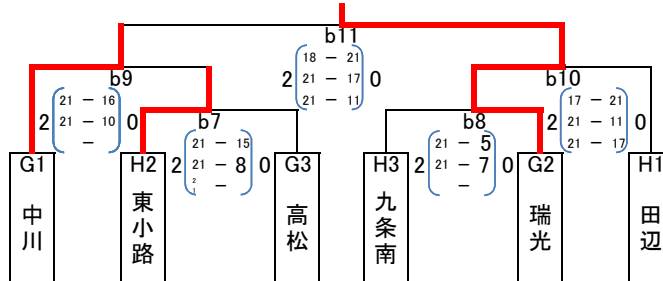 b11
18 － 21
2 21 － 17 0
21 － 11
b9
21 － 16
2 21 － 10 0
－
b10
17 － 21
2 21 － 11 0
21 － 17
b7
21 － 15
2 21 － 8 0
2 1 －
b8
21 － 5
2 21 － 7 0
－
G1 H2 G3 H3 G2 H1
中川
東小路
高松
九条南
瑞光
田辺